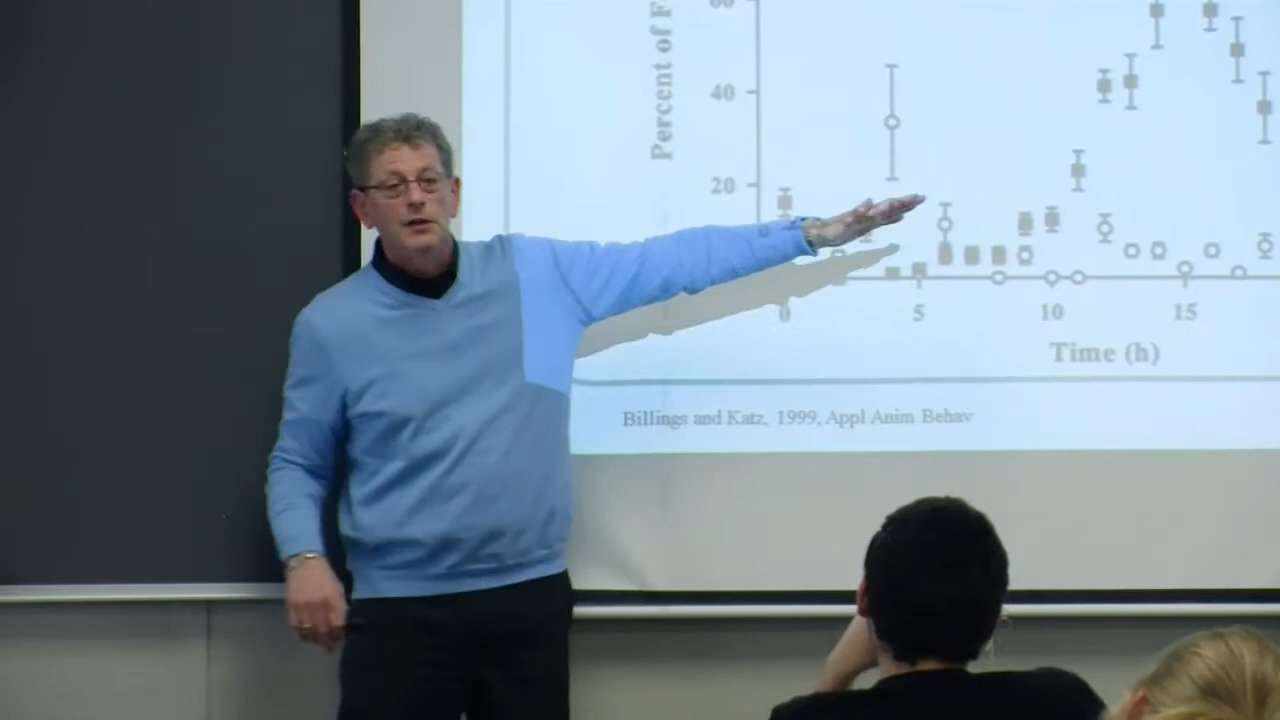 60
Percent of F
40
20
0 5 10 15
Time (h)
Billings and Katz, 1999, Appl Anim Behav